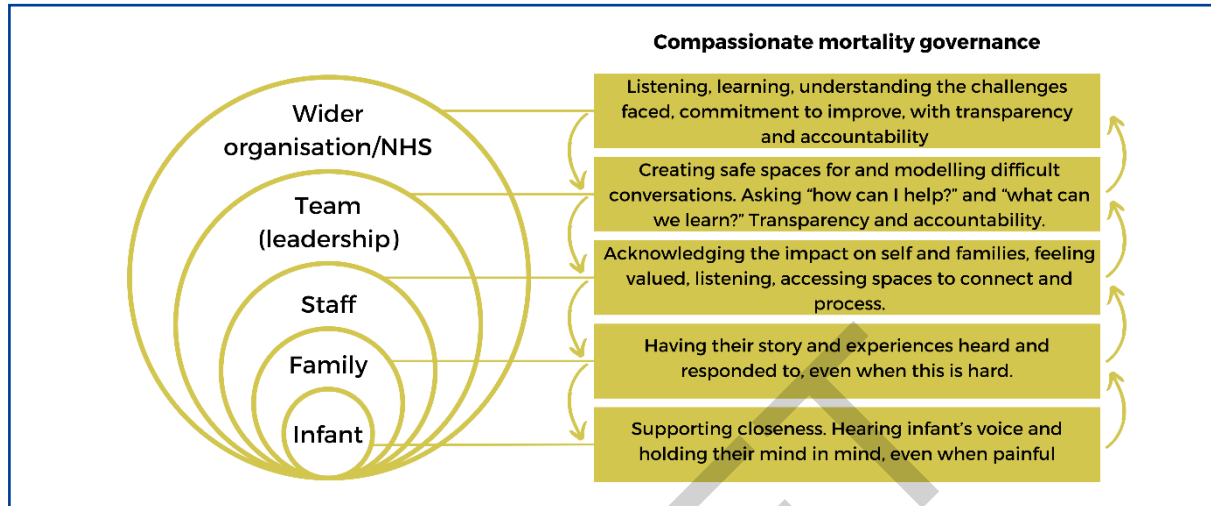 Compassionate mortality governance
Wider
organisation/NHS
Listening, learning, understanding the challenges
faced, commitment to improve, with transparency
and accountability
Team
(leadership)
Creating safe spaces for and modelling difficult
conversations. Asking “how can I help?” and “what can
we learn?” Transparency and accountability.
Staff
Acknowledging the impact on self and families, feeling
valued, listening, accessing spaces to connect and
process.
Family
Having their story and experiences heard and
responded to, even when this is hard.
Infant
Supporting closeness. Hearing infant’s voice and
holding their mind in mind, even when painful